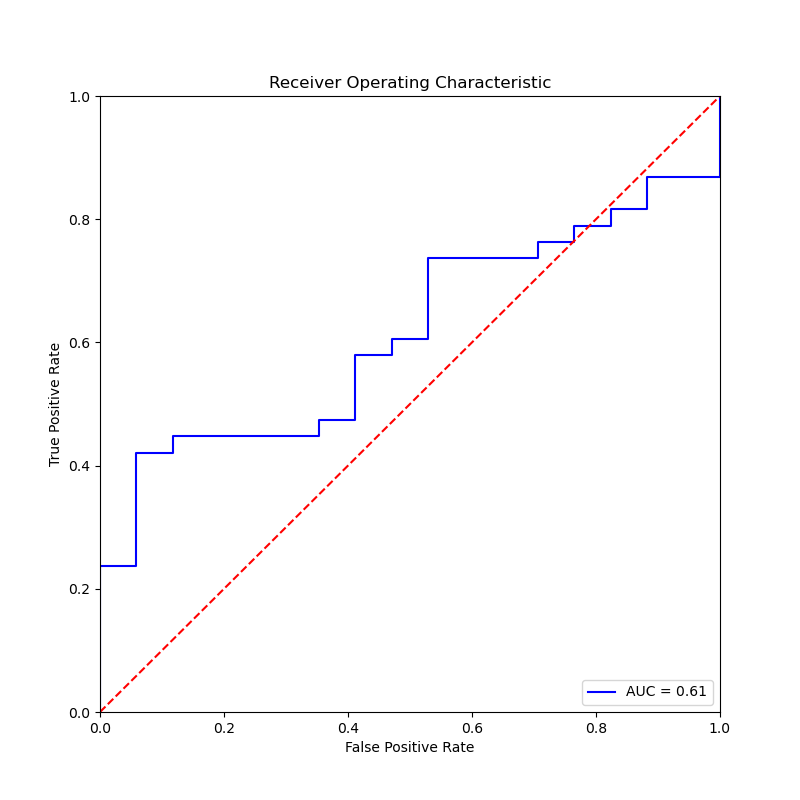 Receiver Operating Characteristic
1.0
0.8
0.6
0.4
0.2
0.0
True Positive Rate
AUC = 0.61
0.0 0.2 0.4 0.6 0.8 1.0
False Positive Rate